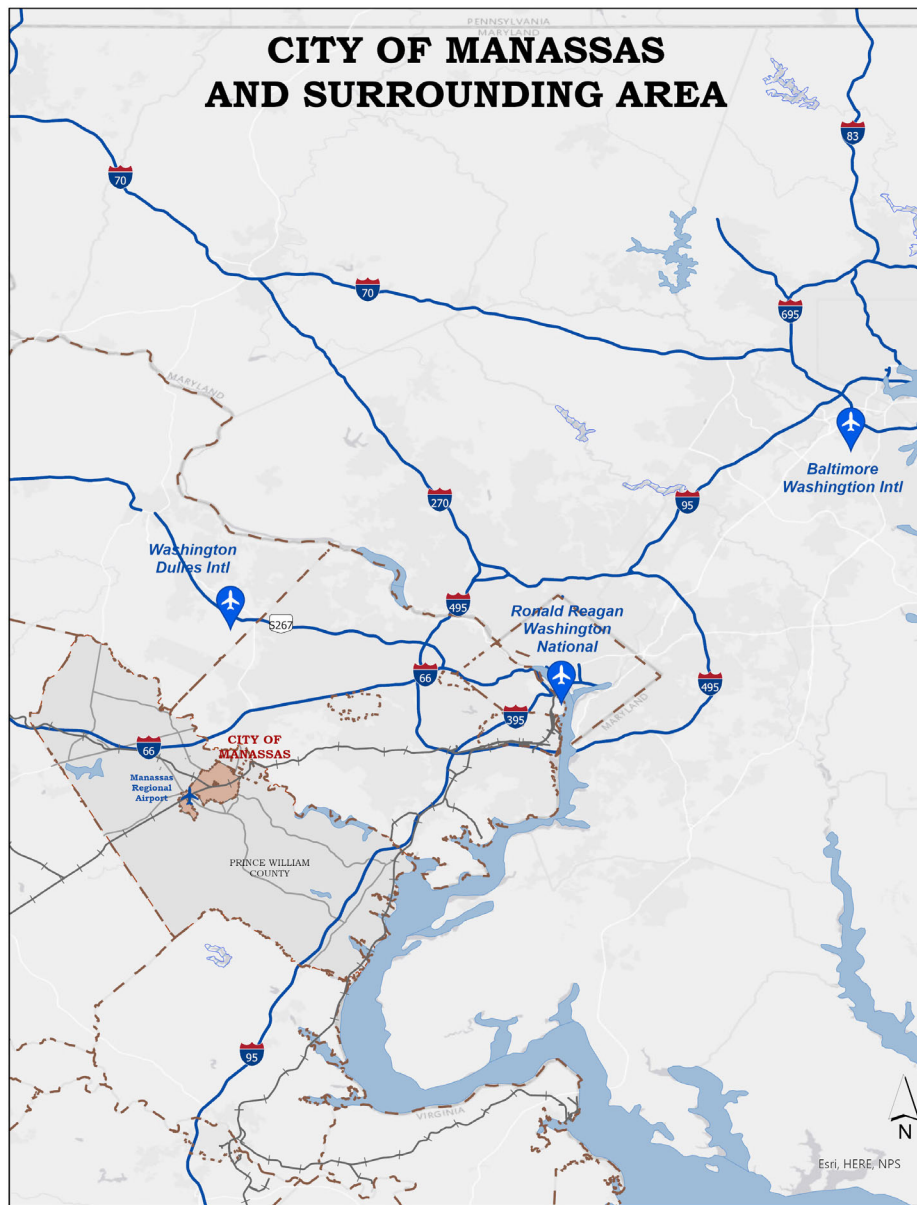 PENNSYLVANIA
MARYLAND
CITY OF MANASSAS
AND SURROUNDING AREA
83
70
70
695
MARYLAND
Baltimore
Washingtion Intl
270
95
Washington
Dulles Intl
495
Ronald Reagan
Washington
National
S267
66
495
MARYLAND
395
CITY OF
MANASSAS
66
Manassas
Regional
Airport
PRINCE WILLIAM
COUNTY
95
VIRGINIA
N
Esri, HERE, NPS